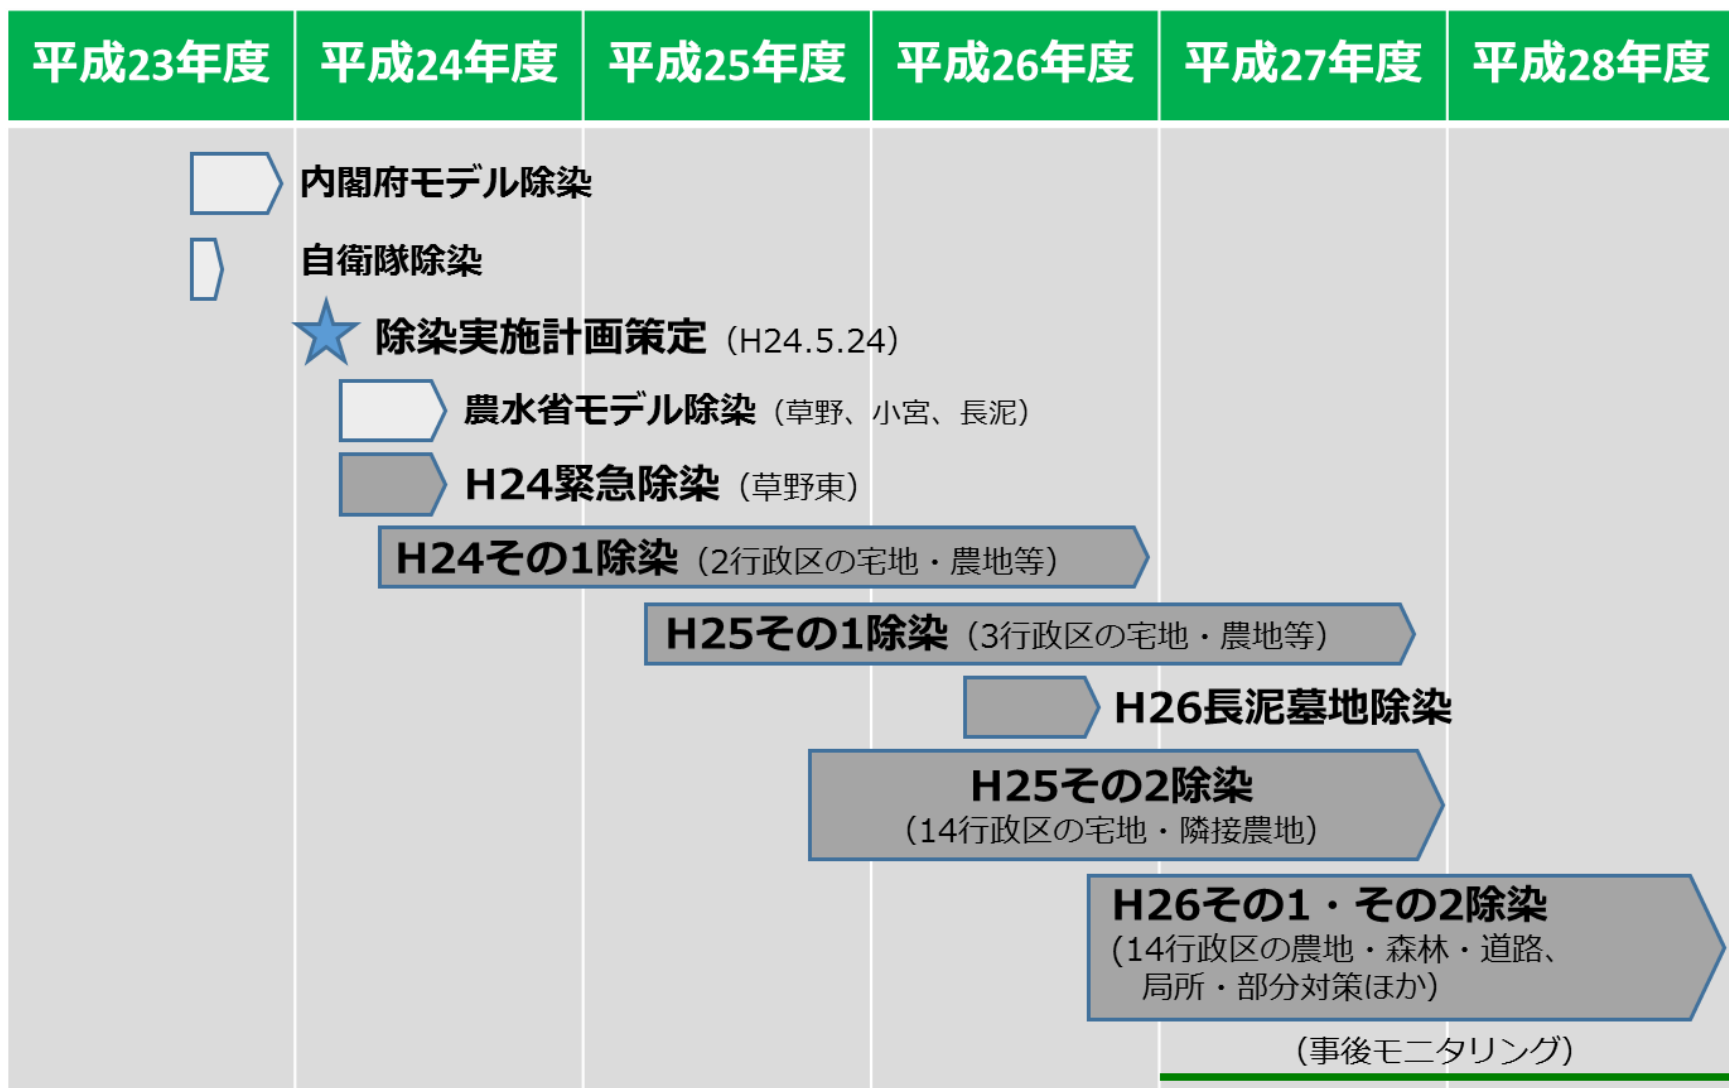 平成23年度 平成24年度 平成25年度 平成26年度 平成27年度 平成28年度
内閣府モデル除染
自衛隊除染
除染実施計画策定（H24.5.24）
農水省モデル除染（草野、小宮、長泥）
H24緊急除染（草野東）
H24その1除染（2行政区の宅地・農地等）
H25その1除染（3行政区の宅地・農地等）
H26長泥墓地除染
H25その2除染
（14行政区の宅地・隣接農地）
H26その1・その2除染
(14行政区の農地・森林・道路、
局所・部分対策ほか）
（事後モニタリング）